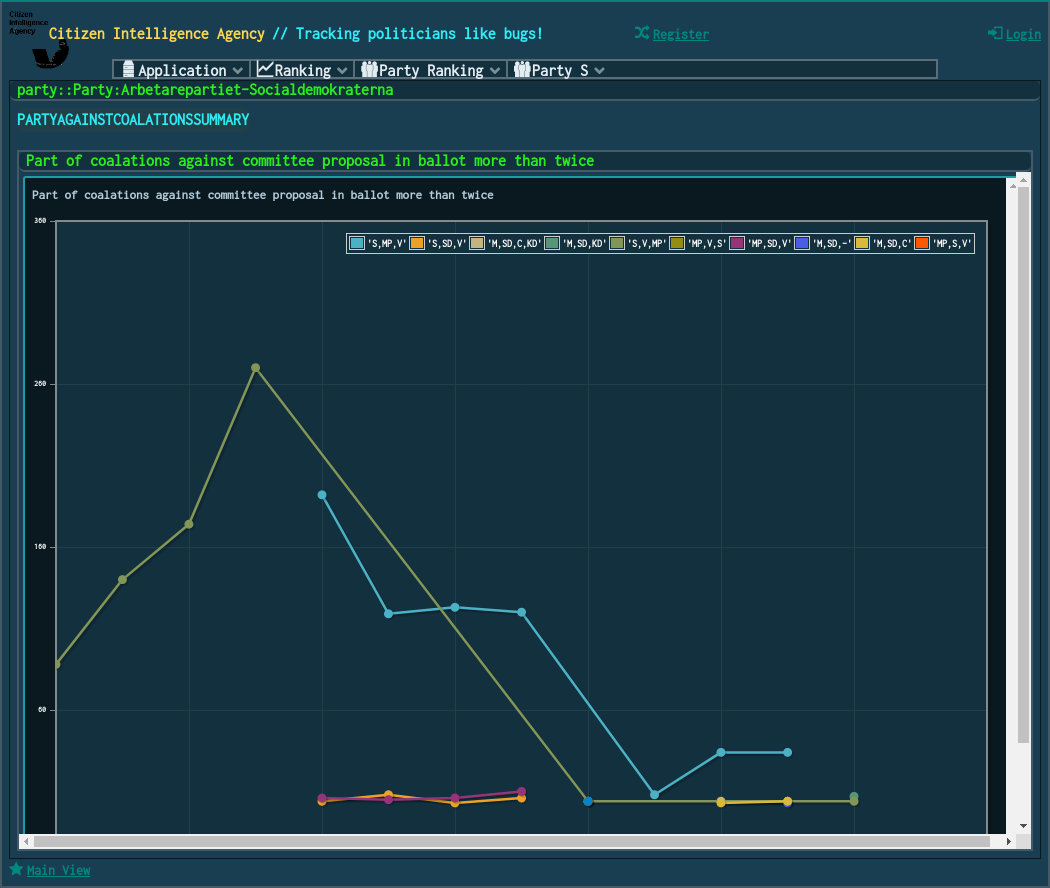 Citizen
Intelligence
Agency
Citizen Intelligence Agency // Tracking politicians like bugs!
Register
Login
Application
Ranking
Party Ranking
Party S
party::Party:Arbetarepartiet-Socialdemokraterna
PARTYAGAINSTCOALATIONSSUMMARY
Part of coalations against committee proposal in ballot more than twice
Part of coalations against committee proposal in ballot more than twice
360
'S,MP,V' 'S,SD,V' 'M,SD,C,KD' 'M,SD,KD' 'S,V,MP' 'MP,V,S' 'MP,SD,V' 'M,SD,-' 'M,SD,C' 'MP,S,V'
260
160
60
Main View